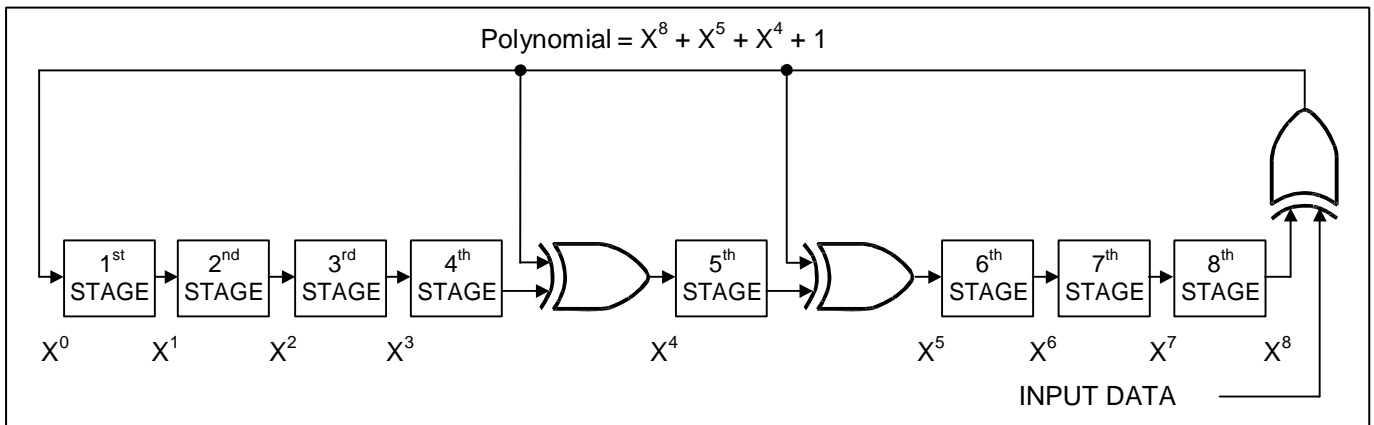 Polynomial = X⁸ + X⁵ + X⁴ + 1
1ˢᵗ STAGE
2ⁿᵈ STAGE
3ʳᵈ STAGE
4ᵗʰ STAGE
5ᵗʰ STAGE
6ᵗʰ STAGE
7ᵗʰ STAGE
8ᵗʰ STAGE
X⁰ X¹ X² X³ X⁴ X⁵ X⁶ X⁷ X⁸
INPUT DATA